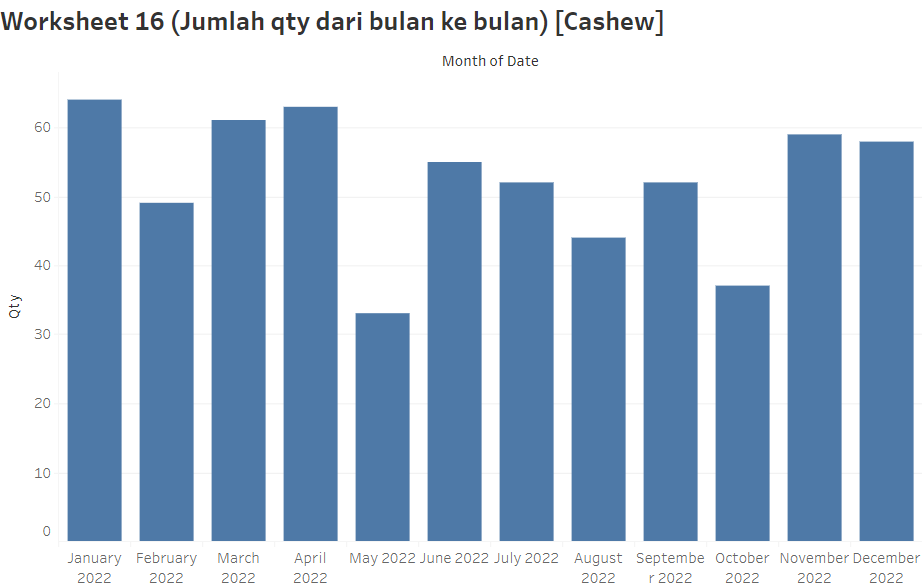 Worksheet 16 (Jumlah qty dari bulan ke bulan) [Cashew]
Month of Date
Qty
60
50
40
30
20
10
0
January 2022
February 2022
March 2022
April 2022
May 2022
June 2022
July 2022
August 2022
Septembe r 2022
October 2022
November 2022
December 2022